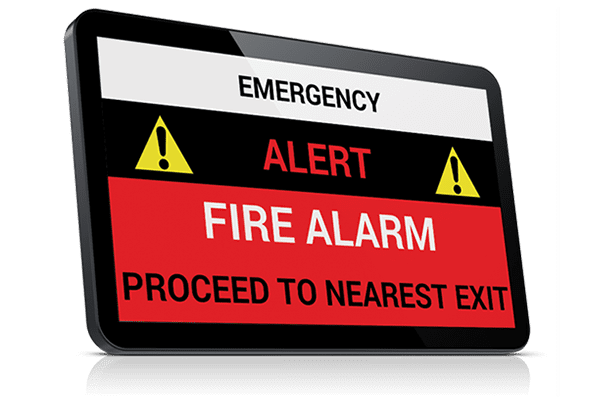 EMERGENCY
ALERT
FIRE ALARM
PROCEED TO NEAREST EXIT